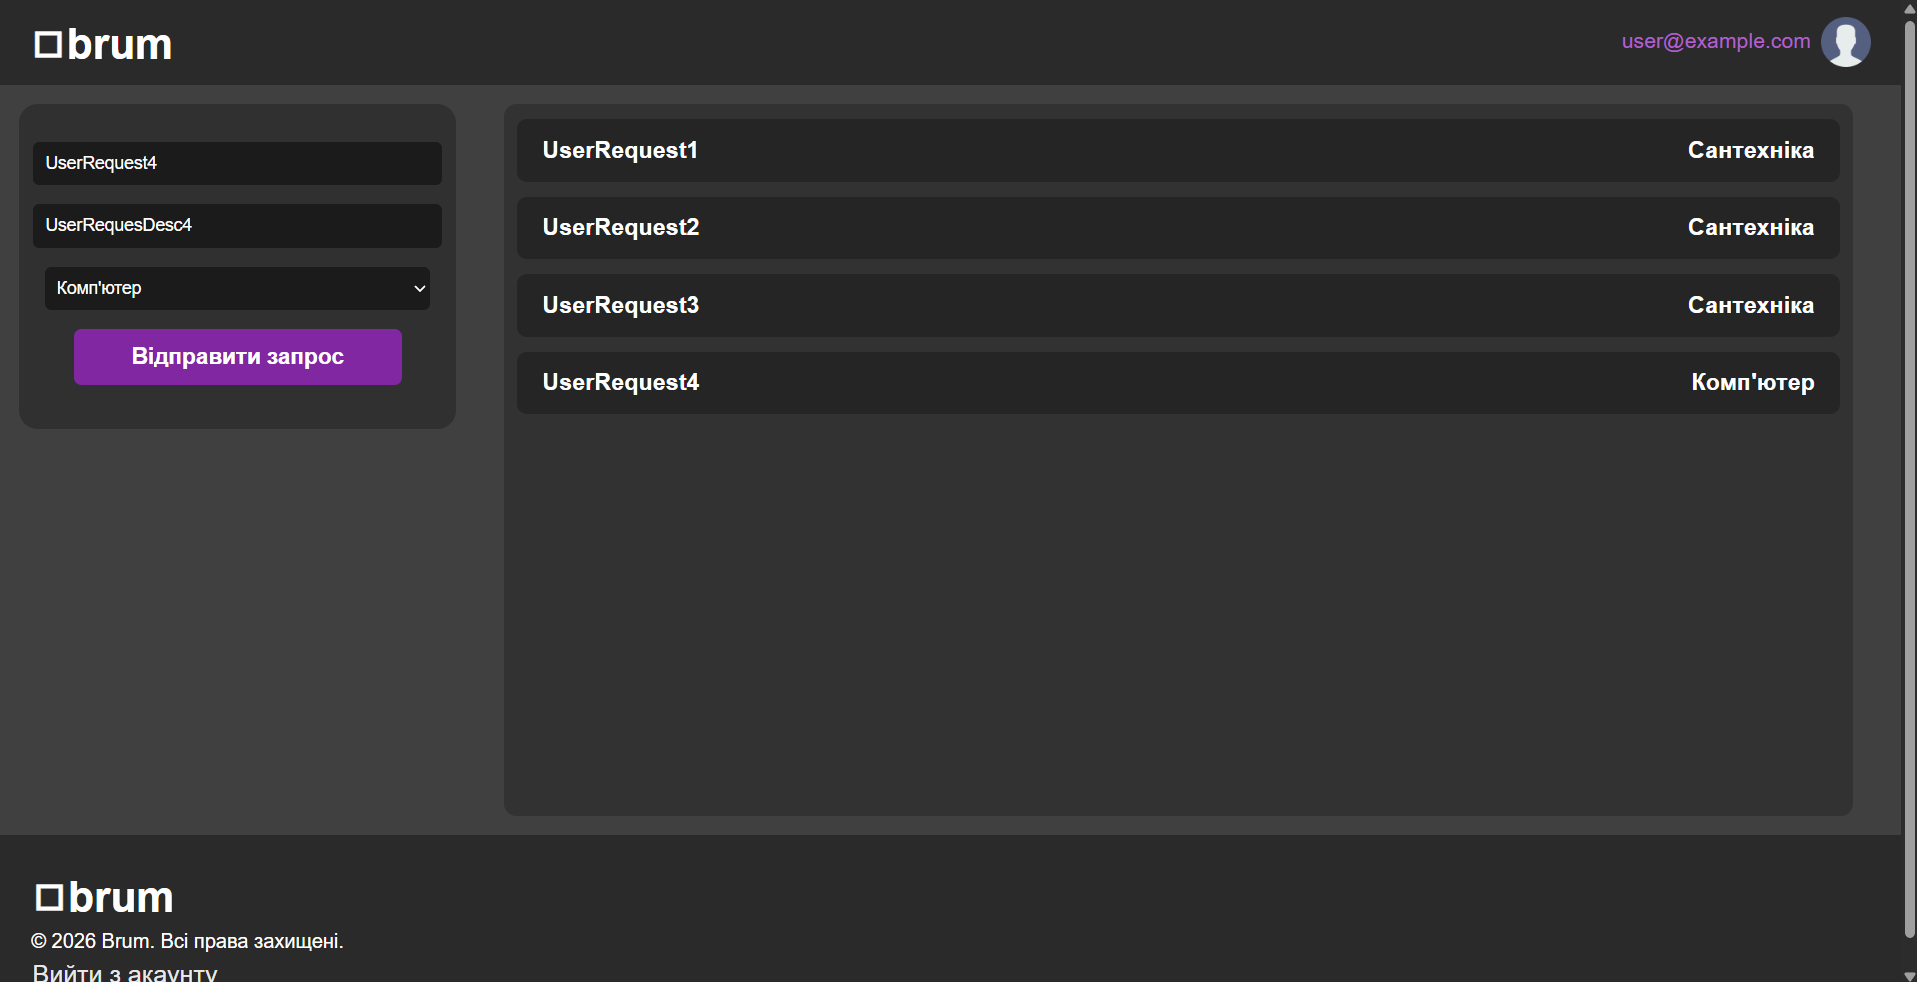 brum
user@example.com
UserRequest4
UserRequesDesc4
Комп'ютер
Відправити запрос
UserRequest1 Сантехніка
UserRequest2 Сантехніка
UserRequest3 Сантехніка
UserRequest4 Комп'ютер
brum
© 2026 Brum. Всі права захищені.
Вийти з акаунту